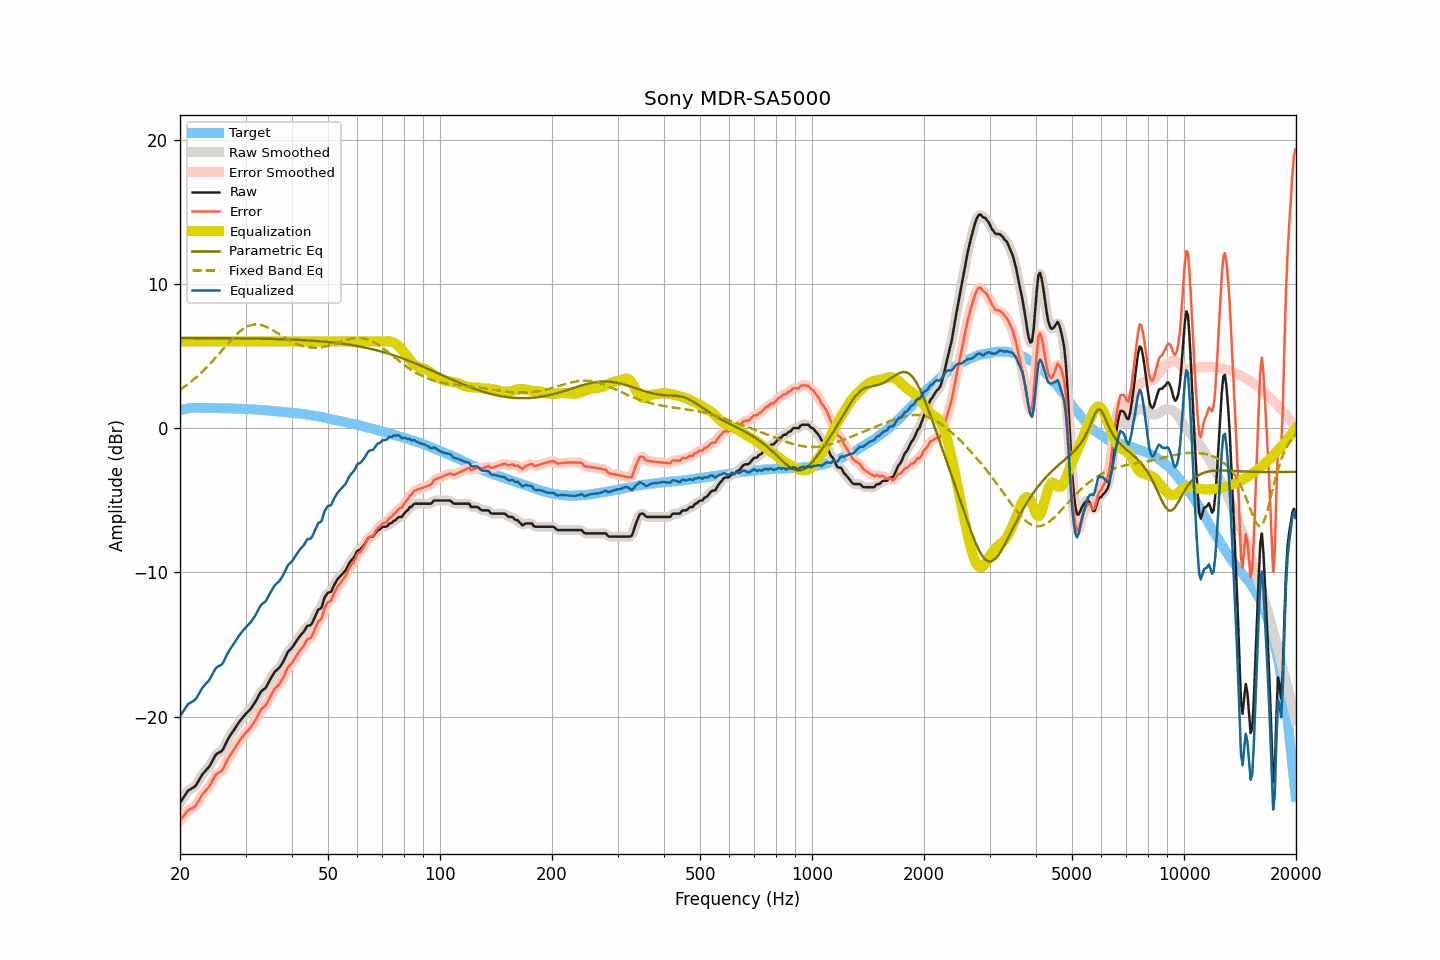 Sony MDR-SA5000
Target
Raw Smoothed
Error Smoothed
Raw
Error
Equalization
Parametric Eq
Fixed Band Eq
Equalized
20
10
0
−10
−20
Amplitude (dBr)
20
50
100
200
500
1000
2000
5000
10000
20000
Frequency (Hz)